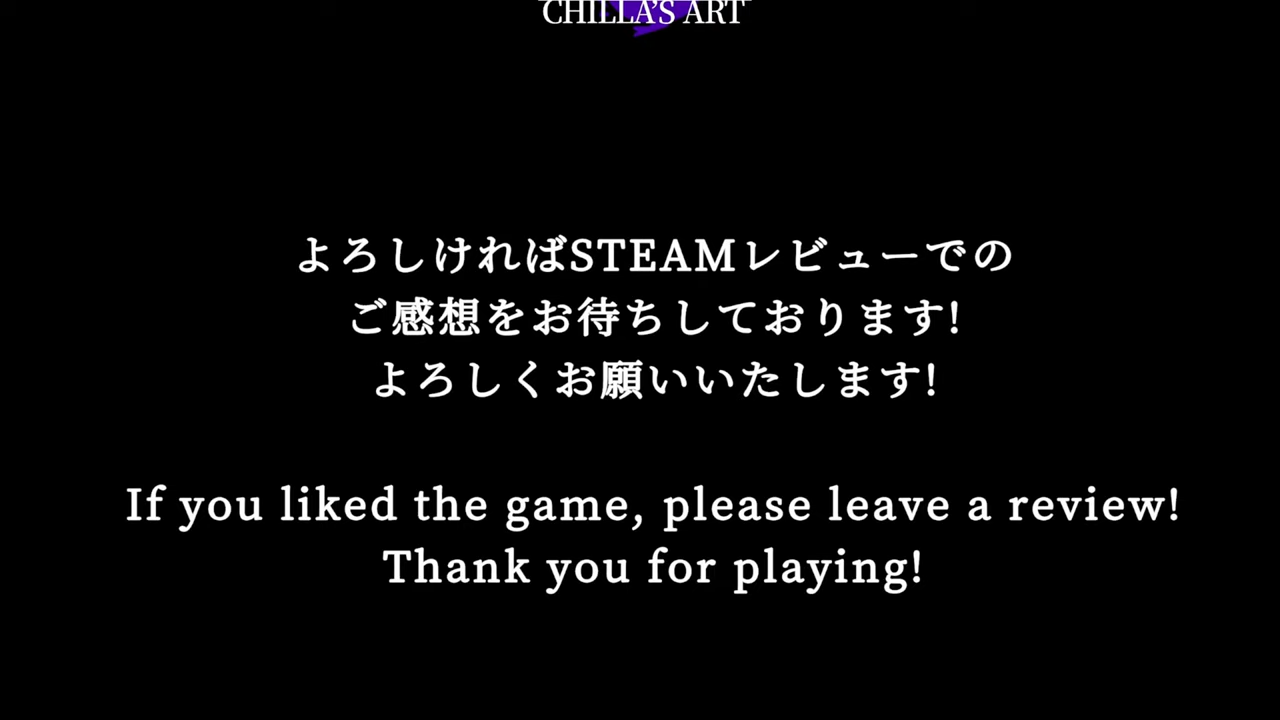 CHILLA'S ART
よろしければSTEAMレビューでの
ご感想をお待ちしております!
よろしくお願いいたします!
If you liked the game, please leave a review!
Thank you for playing!